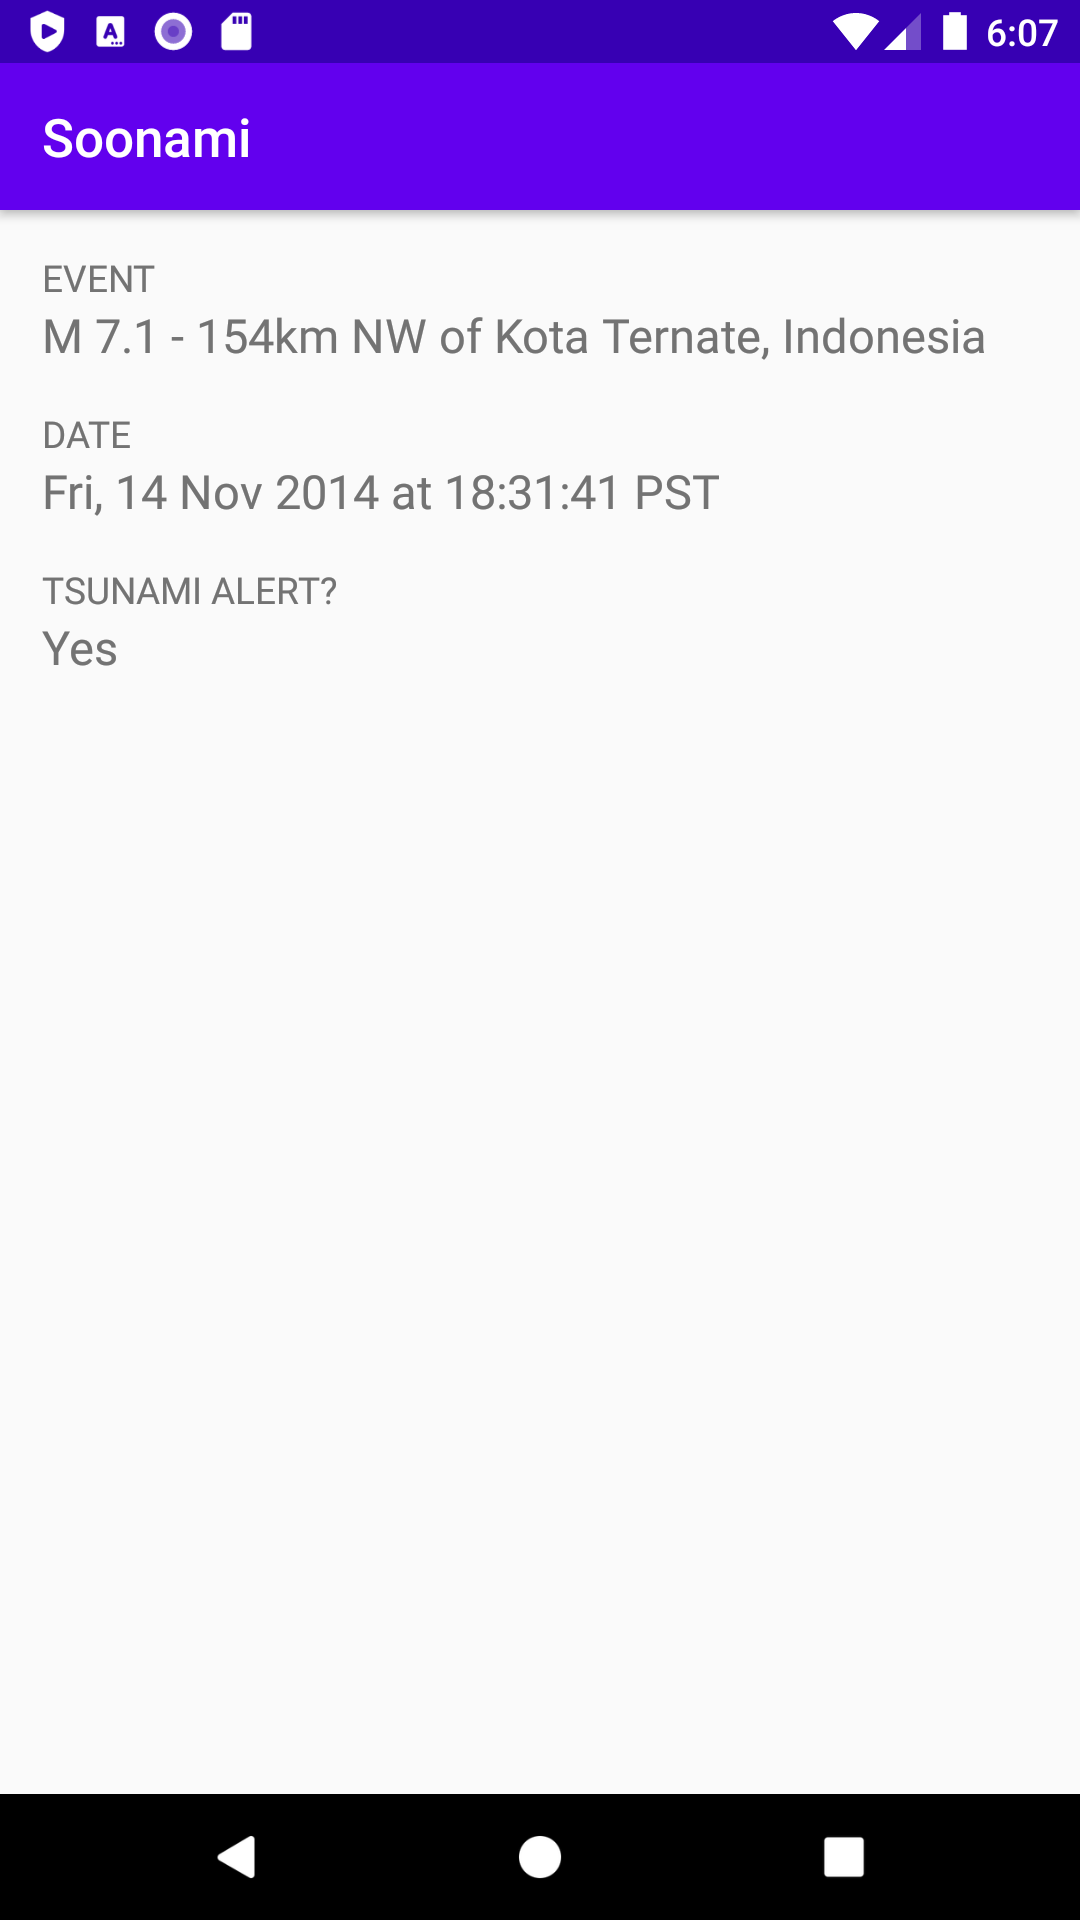 6:07
Soonami
EVENT
M 7.1 - 154km NW of Kota Ternate, Indonesia
DATE
Fri, 14 Nov 2014 at 18:31:41 PST
TSUNAMI ALERT?
Yes